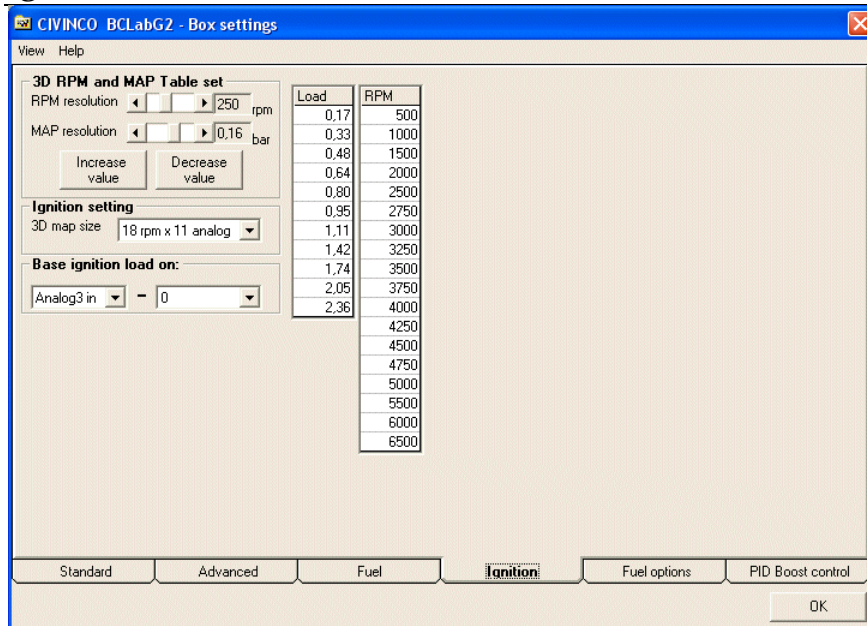 CIVINCO BCLabG2 - Box settings
View Help
3D RPM and MAP Table set
RPM resolution 250 rpm
MAP resolution 0,16 bar
Increase value
Decrease value
Ignition setting
3D map size 18 rpm x 11 analog
Base ignition load on:
Analog3 in - 0
Load RPM
0,17 500
0,33 1000
0,48 1500
0,64 2000
0,80 2500
0,95 2750
1,11 3000
1,42 3250
1,74 3500
2,05 3750
2,36 4000
4250
4500
4750
5000
5500
6000
6500
Standard Advanced Fuel Ignition Fuel options PID Boost control
OK